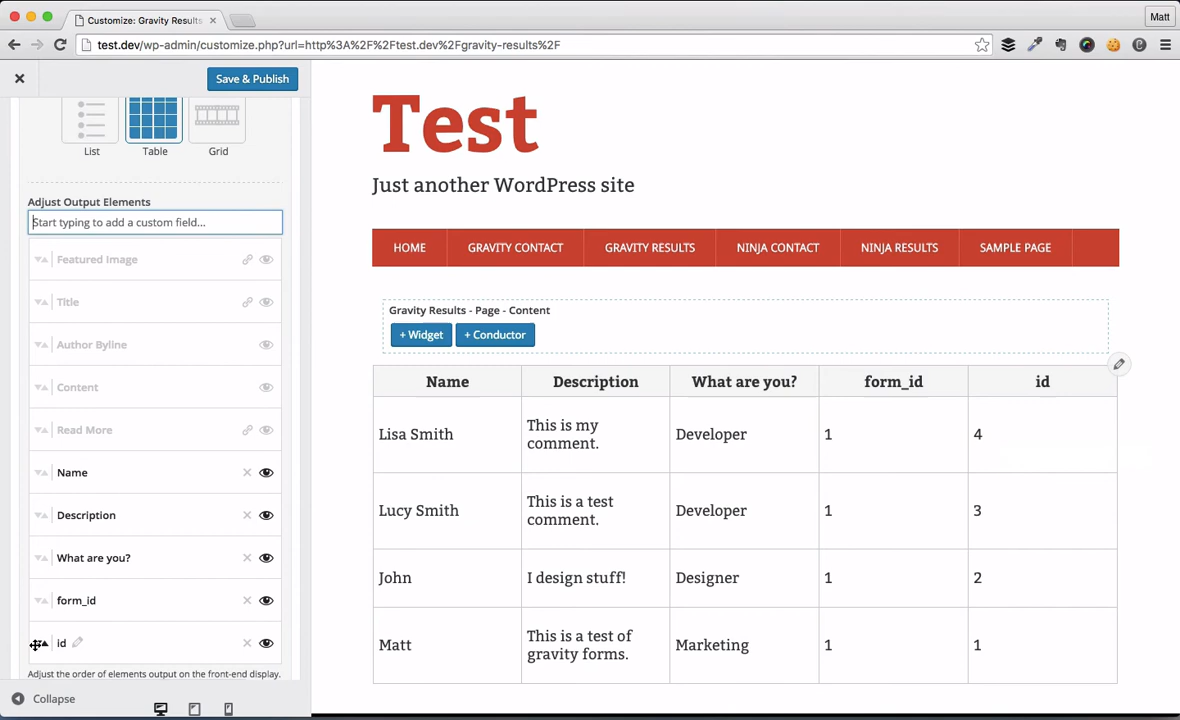 Customize: Gravity Results
Matt
test.dev/wp-admin/customize.php?url=http%3A%2F%2Ftest.dev%2Fgravity-results%2F
Save & Publish
List Table Grid
Adjust Output Elements
Start typing to add a custom field...
Featured Image
Title
Author Byline
Content
Read More
Name
Description
What are you?
form_id
id
Adjust the order of elements output on the front-end display.
Collapse
Test
Just another WordPress site
HOME GRAVITY CONTACT GRAVITY RESULTS NINJA CONTACT NINJA RESULTS SAMPLE PAGE
Gravity Results - Page - Content
+ Widget + Conductor
Name Description What are you? form_id id
Lisa Smith This is my comment. Developer 1 4
Lucy Smith This is a test comment. Developer 1 3
John I design stuff! Designer 1 2
Matt This is a test of gravity forms. Marketing 1 1